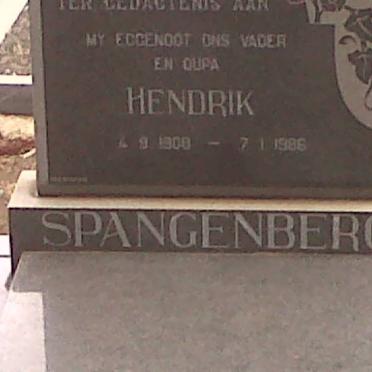 TER GEDAGTENIS AAN
MY EGGENOOT ONS VADER
EN OUPA
HENDRIK
4 9 1908 — 7 1 1986
SPANGENBERG